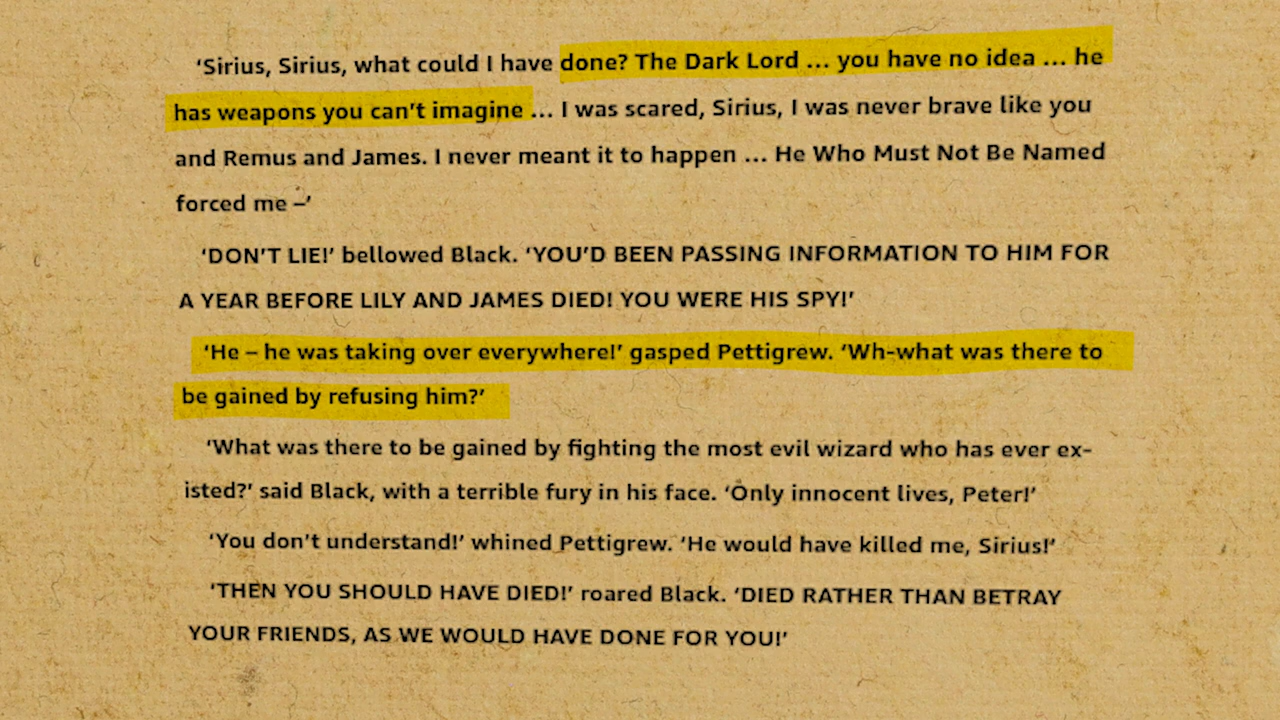 ‘Sirius, Sirius, what could I have done? The Dark Lord ... you have no idea ... he
has weapons you can’t imagine ... I was scared, Sirius, I was never brave like you
and Remus and James. I never meant it to happen ... He Who Must Not Be Named
forced me –’
‘DON’T LIE!’ bellowed Black. ‘YOU’D BEEN PASSING INFORMATION TO HIM FOR
A YEAR BEFORE LILY AND JAMES DIED! YOU WERE HIS SPY!’
‘He – he was taking over everywhere!’ gasped Pettigrew. ‘Wh-what was there to
be gained by refusing him?’
‘What was there to be gained by fighting the most evil wizard who has ever ex-
isted?’ said Black, with a terrible fury in his face. ‘Only innocent lives, Peter!’
‘You don’t understand!’ whined Pettigrew. ‘He would have killed me, Sirius!’
‘THEN YOU SHOULD HAVE DIED!’ roared Black. ‘DIED RATHER THAN BETRAY
YOUR FRIENDS, AS WE WOULD HAVE DONE FOR YOU!’